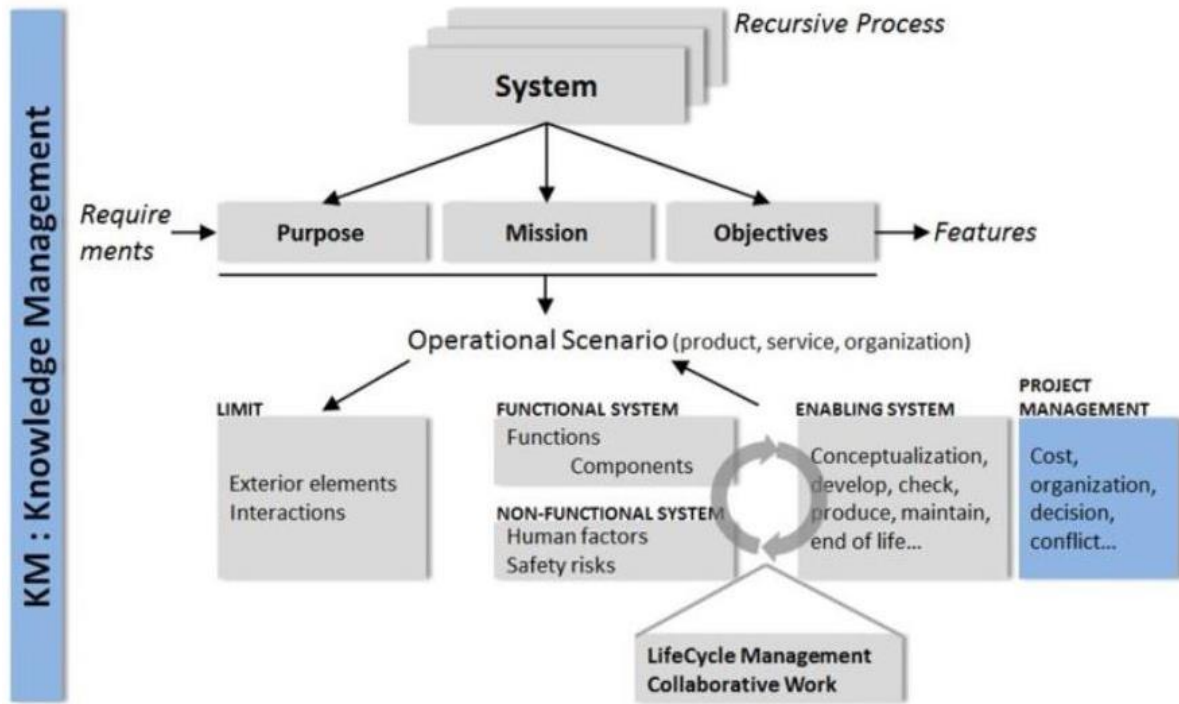 KM : Knowledge Management
Recursive Process
System
Require
ments
Purpose
Mission
Objectives
Features
Operational Scenario (product, service, organization)
LIMIT
Exterior elements
Interactions
FUNCTIONAL SYSTEM
Functions
Components
NON-FUNCTIONAL SYSTEM
Human factors
Safety risks
ENABLING SYSTEM
Conceptualization,
develop, check,
produce, maintain,
end of life...
PROJECT
MANAGEMENT
Cost,
organization,
decision,
conflict...
LifeCycle Management
Collaborative Work